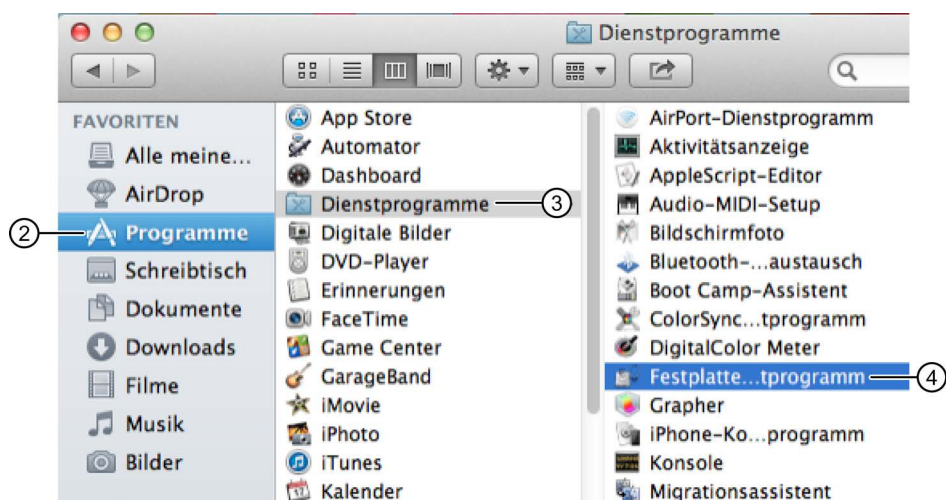 Dienstprogramme
FAVORITEN
Alle meine...
AirDrop
2
Programme
Schreibtisch
Dokumente
Downloads
Filme
Musik
Bilder
App Store
Automator
Dashboard
Dienstprogramme
3
Digitale Bilder
DVD-Player
Erinnerungen
FaceTime
Game Center
GarageBand
iMovie
iPhoto
iTunes
Kalender
AirPort-Dienstprogramm
Aktivitätsanzeige
AppleScript-Editor
Audio-MIDI-Setup
Bildschirmfoto
Bluetooth-...austausch
Boot Camp-Assistent
ColorSync...tprogramm
DigitalColor Meter
Festplatte...tprogramm
4
Grapher
iPhone-Ko...programm
Konsole
Migrationsassistent